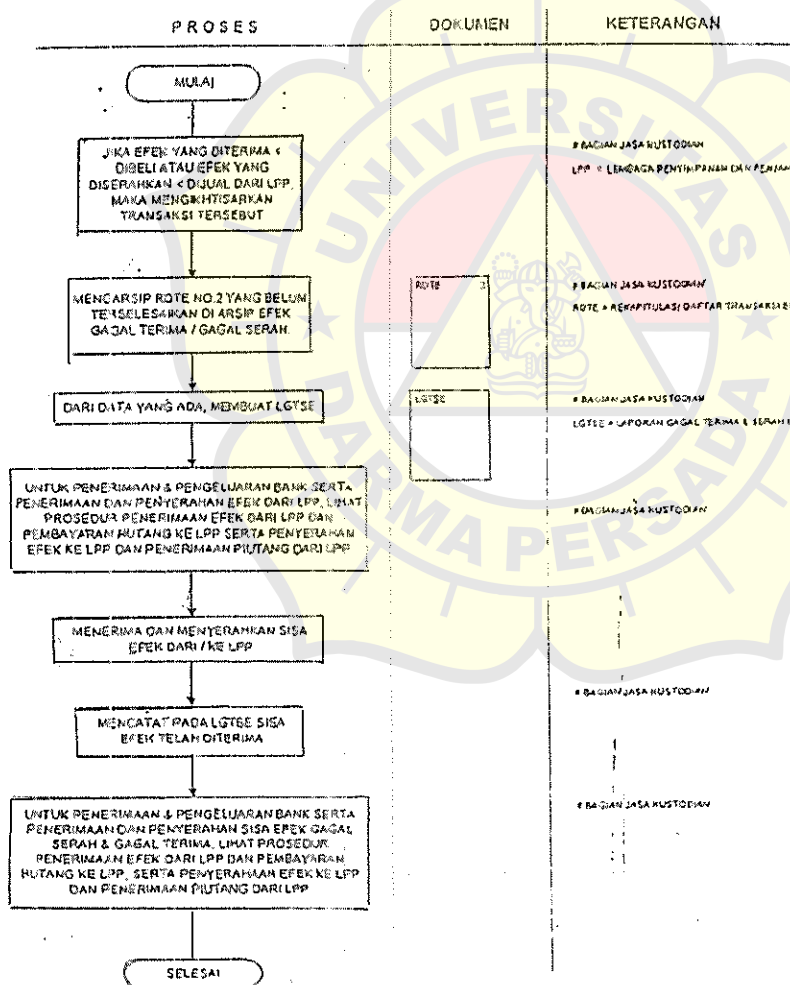 PROSES
DOKUMEN
KETERANGAN
MULAI
JIKA EFEK YANG DITERIMA <
DIBELI ATAU EFEK YANG
DISERAHKAN < DIJUAL DARI LPP,
MAKA MENGIKHTISARKAN
TRANSAKSI TERSEBUT
# BAGIAN JASA KUSTODIAN
LPP = LEMBAGA PENYIMPANAN DAN
MENGARSIP RDTE NO.2 YANG BELUM
TERSELESAIKAN DI ARSIP EFEK
GAGAL TERIMA / GAGAL SERAH.
RDTE 2
# BAGIAN JASA KUSTODIAN
RDTE = REKAPITULASI DAFTAR TRANSAKSI
DARI DATA YANG ADA, MEMBUAT LGTSE
LGTSE
# BAGIAN JASA KUSTODIAN
LGTSE = LAPORAN GAGAL TERIMA & SERAH
UNTUK PENERIMAAN & PENGELUARAN BANK SERTA
PENERIMAAN DAN PENYERAHAN EFEK DARI LPP, LIHAT
PROSEDUR PENERIMAAN EFEK DARI LPP DAN
PEMBAYARAN HUTANG KE LPP SERTA PENYERAHAN
EFEK KE LPP DAN PENERIMAAN PIUTANG DARI LPP
# BAGIAN JASA KUSTODIAN
MENERIMA DAN MENYERAHKAN SISA
EFEK DARI / KE LPP
# BAGIAN JASA KUSTODIAN
MENCATAT PADA LGTSE SISA
EFEK TELAH DITERIMA
UNTUK PENERIMAAN & PENGELUARAN BANK SERTA
PENERIMAAN DAN PENYERAHAN SISA EFEK GAGAL
SERAH & GAGAL TERIMA, LIHAT PROSEDUR
PENERIMAAN EFEK DARI LPP DAN PEMBAYARAN
HUTANG KE LPP, SERTA PENYERAHAAN EFEK KE LPP
DAN PENERIMAAN PIUTANG DARI LPP
# BAGIAN JASA KUSTODIAN
SELESAI
UNIVERSITAS
DARMA PERSADA